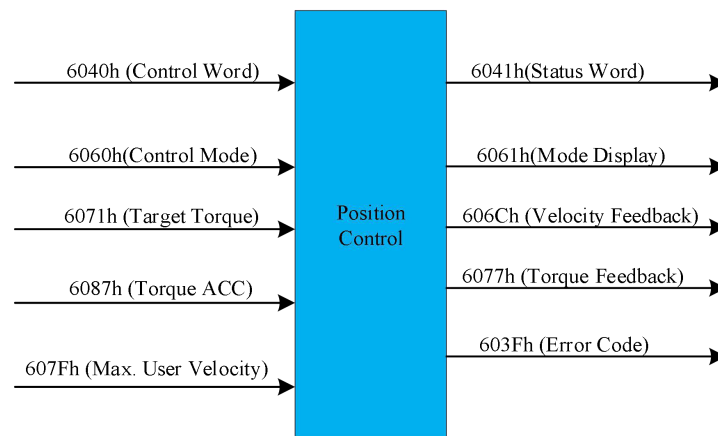 6040h (Control Word)
6060h(Control Mode)
6071h (Target Torque)
6087h (Torque ACC)
607Fh (Max. User Velocity)
Position
Control
6041h(Status Word)
6061h(Mode Display)
606Ch (Velocity Feedback)
6077h (Torque Feedback)
603Fh (Error Code)